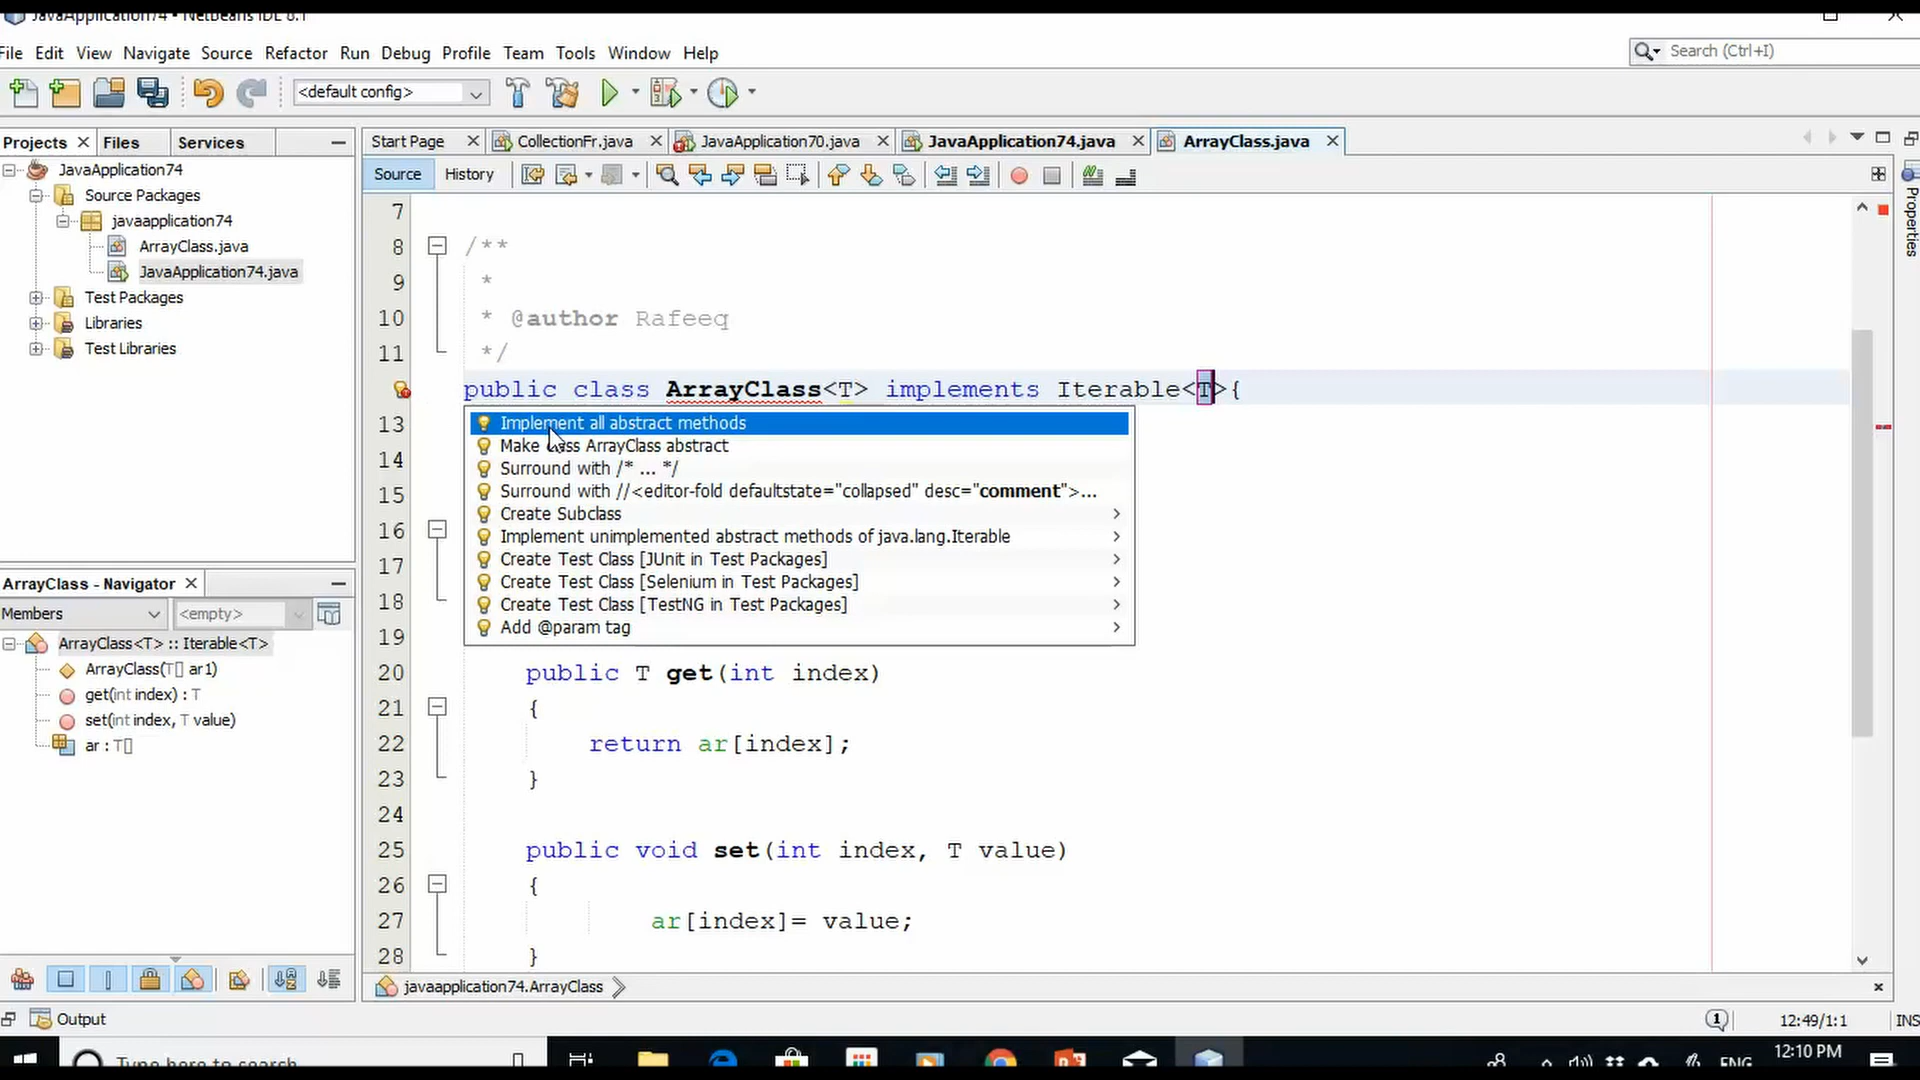 JavaApplication74 - NetBeans IDE 8.1
File Edit View Navigate Source Refactor Run Debug Profile Team Tools Window Help
Search (Ctrl+I)
<default config>
Projects Files Services
Start Page CollectionFr.java JavaApplication70.java JavaApplication74.java ArrayClass.java
Source History
JavaApplication74
Source Packages
javaapplication74
ArrayClass.java
JavaApplication74.java
Test Packages
Libraries
Test Libraries
Properties
7
8 /**
9 *
10 * @author Rafeeq
11 */
public class ArrayClass<T> implements Iterable<T>{
13
14
15
16
17
18
19
Implement all abstract methods
Make class ArrayClass abstract
Surround with /* ... */
Surround with //<editor-fold defaultstate="collapsed" desc="comment">...
Create Subclass
Implement unimplemented abstract methods of java.lang.Iterable
Create Test Class [JUnit in Test Packages]
Create Test Class [Selenium in Test Packages]
Create Test Class [TestNG in Test Packages]
Add @param tag
20 public T get(int index)
21 {
22 return ar[index];
23 }
24
25 public void set(int index, T value)
26 {
27 ar[index]= value;
28 }
ArrayClass - Navigator
Members <empty>
ArrayClass<T> :: Iterable<T>
ArrayClass(T[] ar1)
get(int index) : T
set(int index, T value)
ar : T[]
javaapplication74.ArrayClass
Output
1 12:49/1:1 INS
Type here to search
ENG 12:10 PM